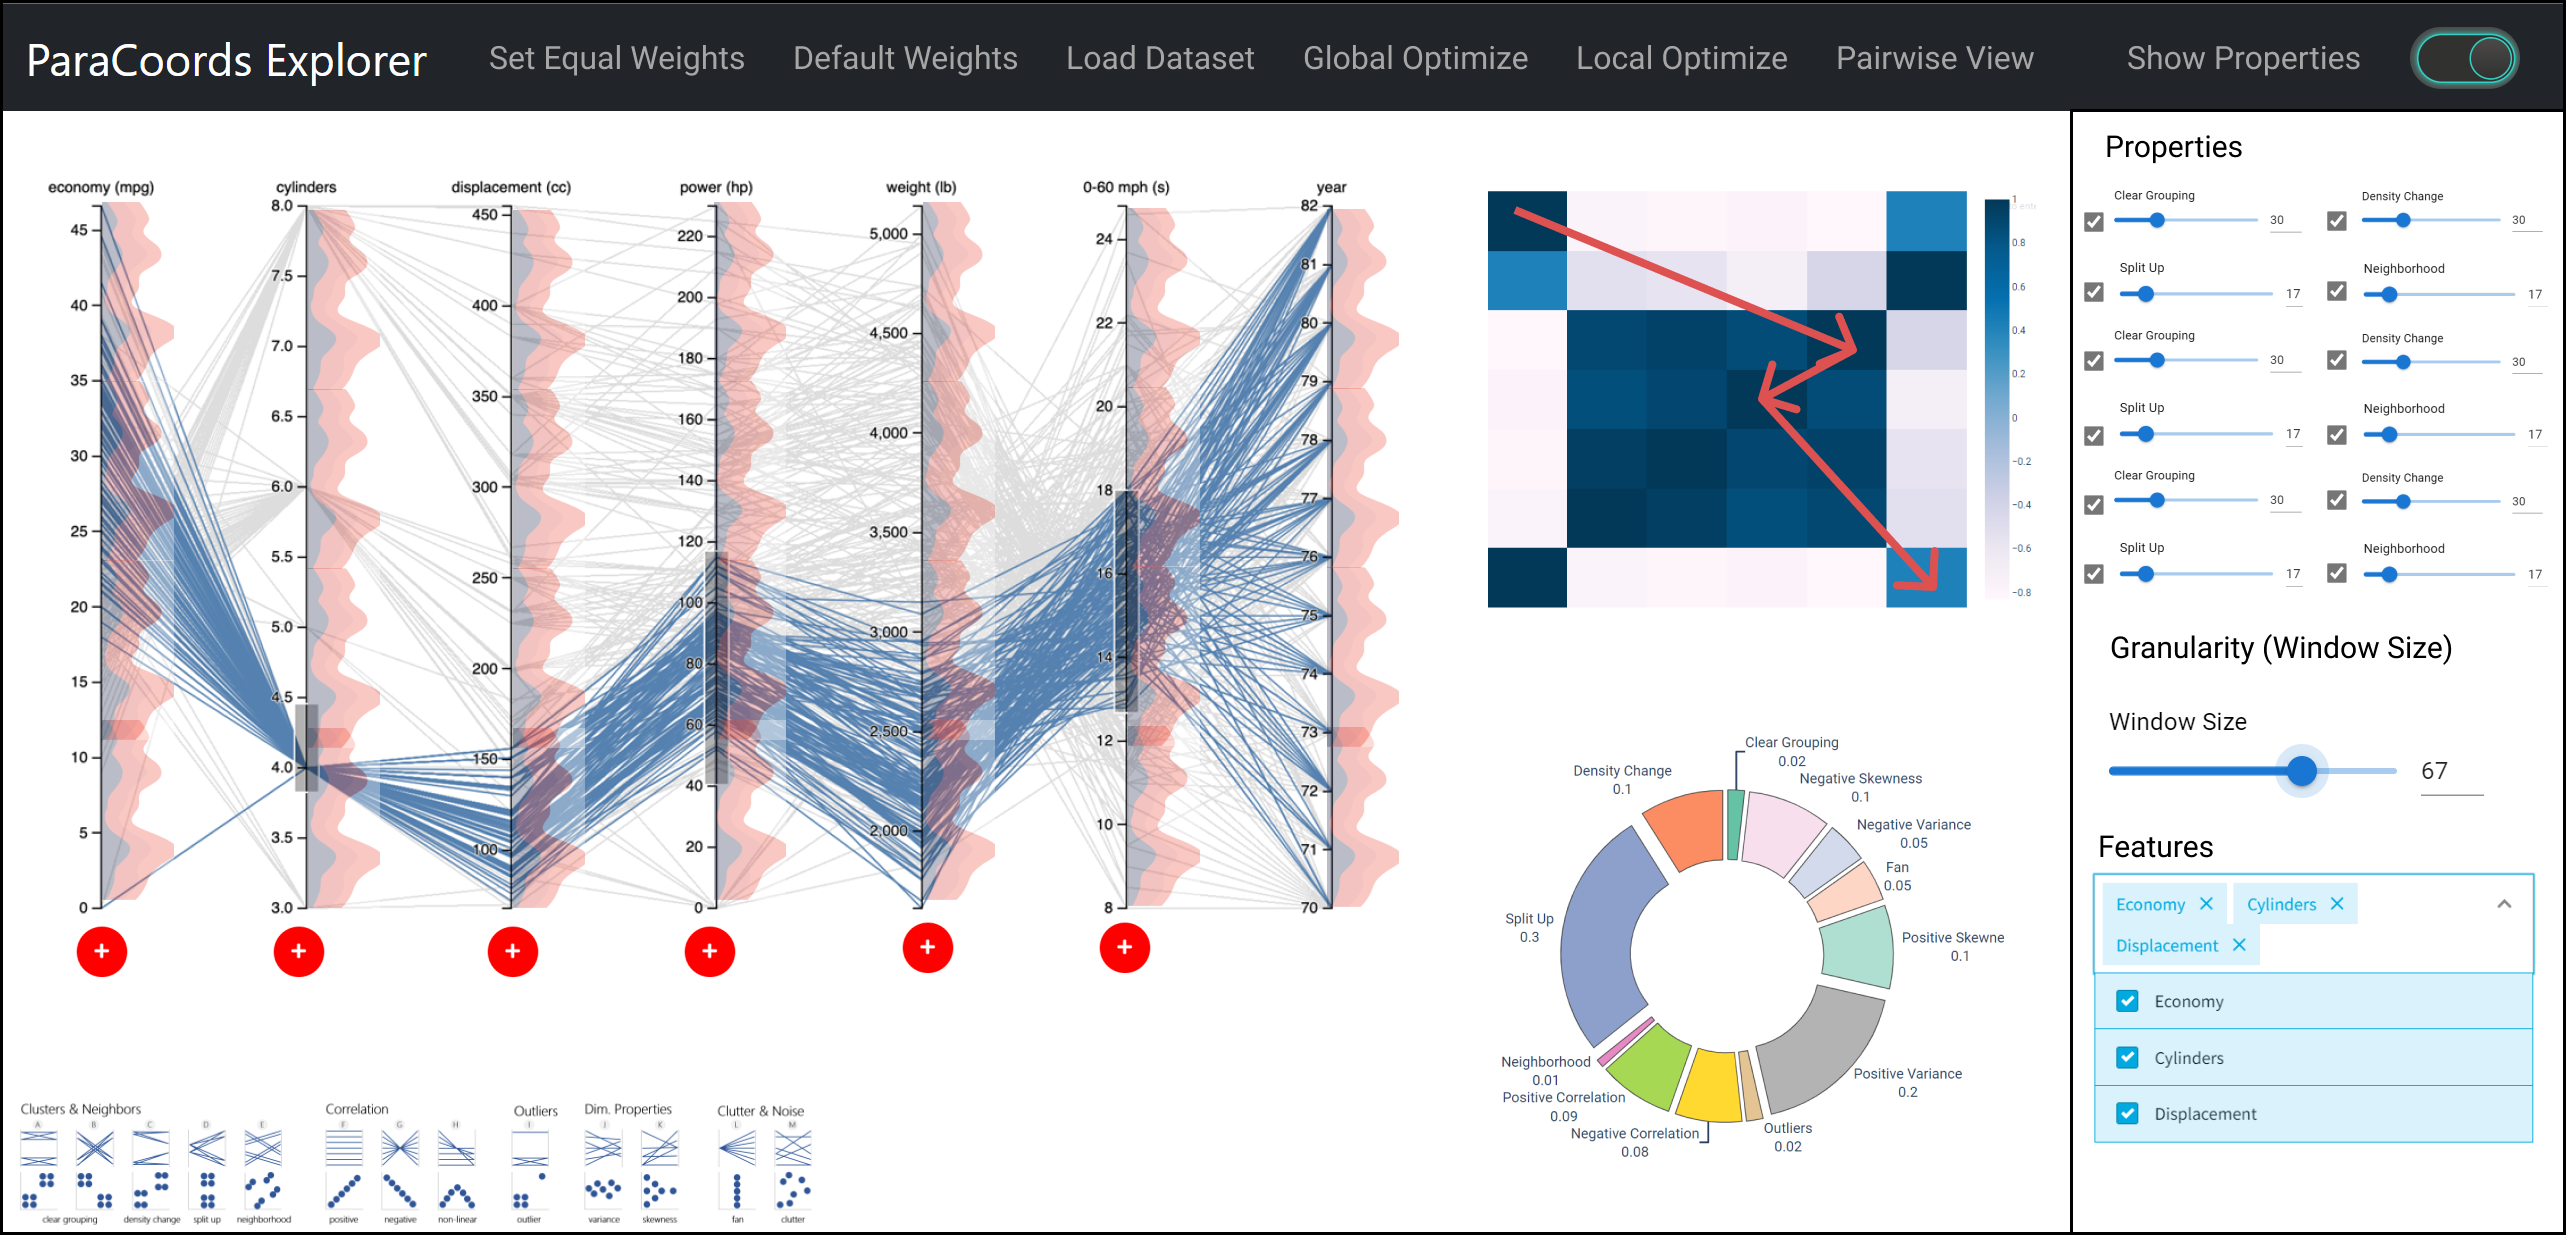 ParaCoords Explorer
Set Equal Weights
Default Weights
Load Dataset
Global Optimize
Local Optimize
Pairwise View
Show Properties
economy (mpg)
45
40
35
30
25
20
15
10
5
0
cylinders
8.0
7.5
7.0
6.5
6.0
5.5
5.0
4.5
4.0
3.5
3.0
displacement (cc)
450
400
350
300
250
200
150
100
power (hp)
220
200
180
160
140
120
100
80
60
40
20
0
weight (lb)
5,000
4,500
4,000
3,500
3,000
2,500
2,000
0-60 mph (s)
24
22
20
18
16
14
12
10
8
year
82
81
80
79
78
77
76
75
74
73
72
71
70
+
+
+
+
+
+
1
0.8
0.6
0.4
0.2
0
−0.2
−0.4
−0.6
−0.8
Clear Grouping
0.02
Negative Skewness
0.1
Negative Variance
0.05
Fan
0.05
Positive Skewne
0.1
Positive Variance
0.2
Outliers
0.02
Negative Correlation
0.08
Positive Correlation
0.09
Neighborhood
0.01
Split Up
0.3
Density Change
0.1
Clusters & Neighbors
A
B
C
D
E
clear grouping
density change
split up
neighborhood
Correlation
F
G
H
positive
negative
non-linear
Outliers
I
outlier
Dim. Properties
J
K
variance
skewness
Clutter & Noise
L
M
fan
clutter
Properties
Clear Grouping
30
Density Change
30
Split Up
17
Neighborhood
17
Clear Grouping
30
Density Change
30
Split Up
17
Neighborhood
17
Clear Grouping
30
Density Change
30
Split Up
17
Neighborhood
17
Granularity (Window Size)
Window Size
67
Features
Economy ×
Cylinders ×
Displacement ×
Economy
Cylinders
Displacement